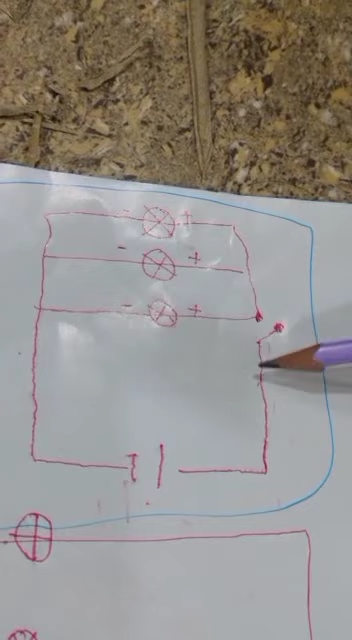 - +
- +
- +